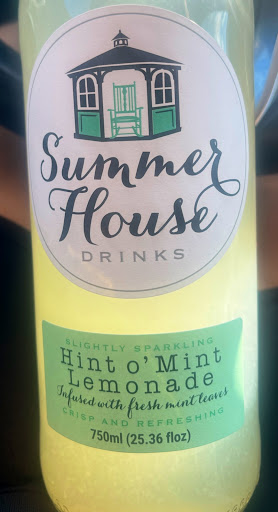 Summer
House
DRINKS
SLIGHTLY SPARKLING
Hint o' Mint
Lemonade
Infused with fresh mint leaves
CRISP AND REFRESHING
750ml (25.36 floz)